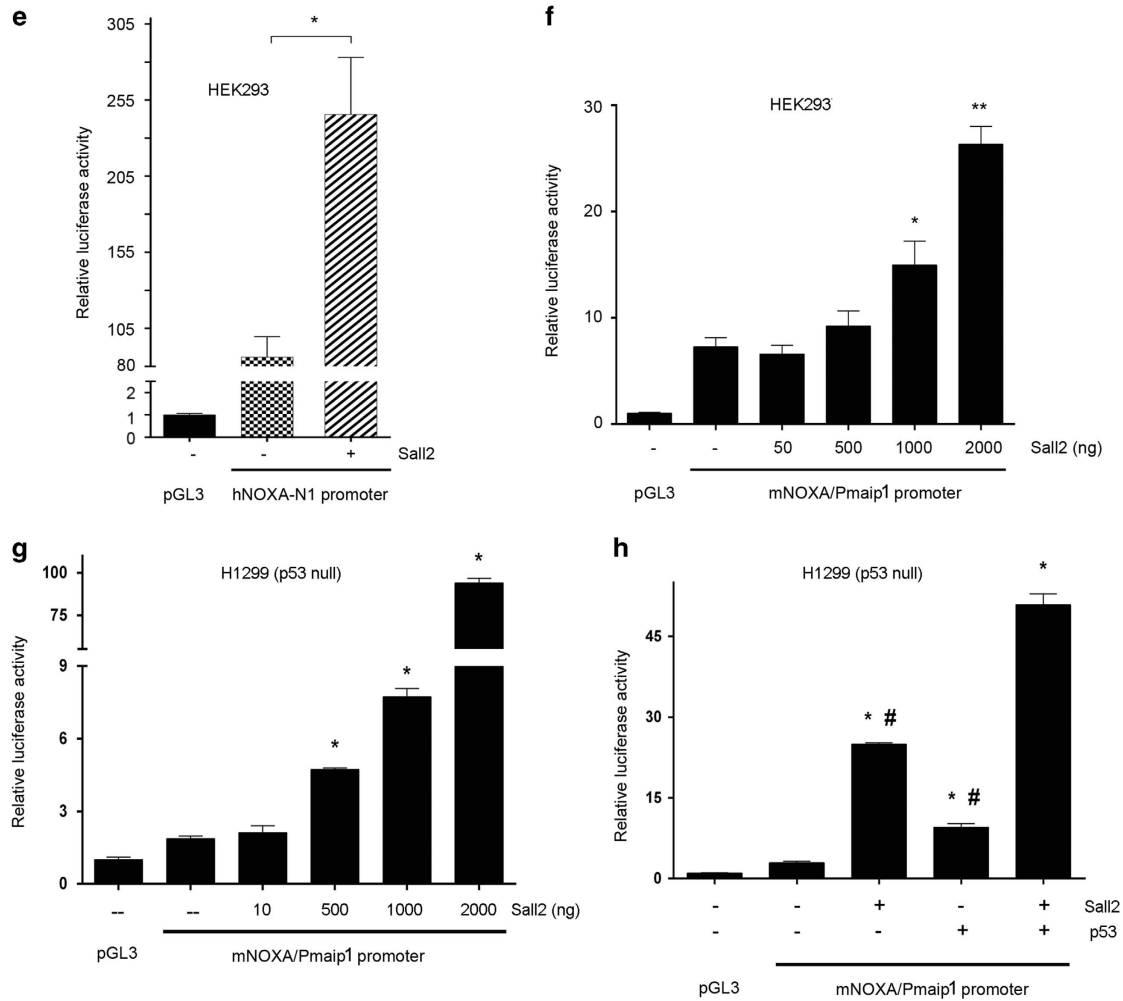 e
Relative luciferase activity
305
255
205
155
105
80
2
1
0
HEK293
*
- - + Sall2
pGL3 hNOXA-N1 promoter
f
Relative luciferase activity
30
20
10
0
HEK293
*
**
- - 50 500 1000 2000 Sall2 (ng)
pGL3 mNOXA/Pmaip1 promoter
g
Relative luciferase activity
100
75
9
6
3
0
H1299 (p53 null)
*
*
*
-- -- 10 500 1000 2000 Sall2 (ng)
pGL3 mNOXA/Pmaip1 promoter
h
Relative luciferase activity
45
30
15
0
H1299 (p53 null)
* #
* #
*
- - + - + Sall2
- - - + + p53
pGL3 mNOXA/Pmaip1 promoter